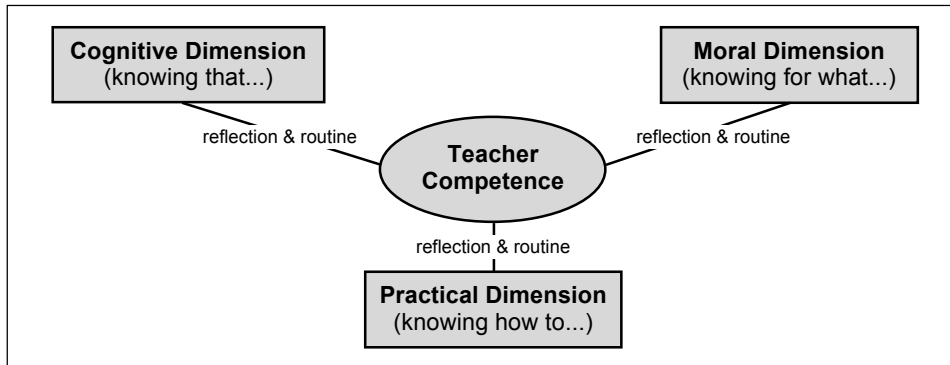 Cognitive Dimension
(knowing that...)
Moral Dimension
(knowing for what...)
reflection & routine
reflection & routine
Teacher
Competence
reflection & routine
Practical Dimension
(knowing how to...)